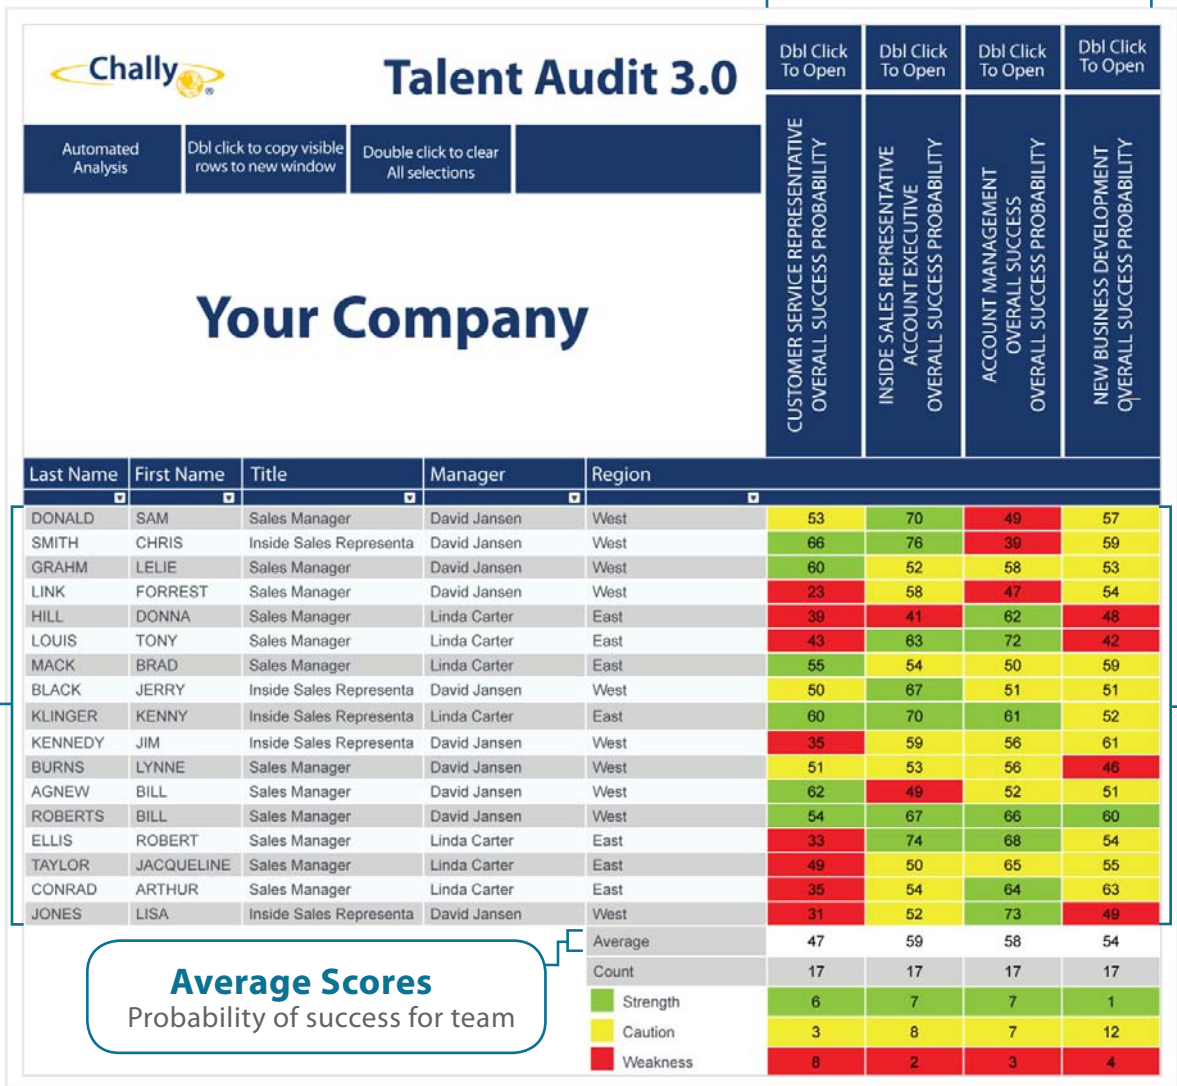 Chally
®
Talent Audit 3.0
Dbl Click
To Open
Dbl Click
To Open
Dbl Click
To Open
Dbl Click
To Open
Automated
Analysis
Dbl click to copy visible
rows to new window
Double click to clear
All selections
CUSTOMER SERVICE REPRESENTATIVE
OVERALL SUCCESS PROBABILITY
INSIDE SALES REPRESENTATIVE
ACCOUNT EXECUTIVE
OVERALL SUCCESS PROBABILITY
ACCOUNT MANAGEMENT
OVERALL SUCCESS
OVERALL SUCCESS PROBABILITY
NEW BUSINESS DEVELOPMENT
OVERALL SUCCESS PROBABILITY
Your Company
Last Name First Name Title Manager Region
DONALD SAM Sales Manager David Jansen West 53 70 49 57
SMITH CHRIS Inside Sales Representa David Jansen West 66 76 39 59
GRAHM LELIE Sales Manager David Jansen West 60 52 58 53
LINK FORREST Sales Manager David Jansen West 23 58 47 54
HILL DONNA Sales Manager Linda Carter East 39 41 62 48
LOUIS TONY Sales Manager Linda Carter East 43 63 72 42
MACK BRAD Sales Manager Linda Carter East 55 54 50 59
BLACK JERRY Inside Sales Representa David Jansen West 50 67 51 51
KLINGER KENNY Inside Sales Representa Linda Carter East 60 70 61 52
KENNEDY JIM Inside Sales Representa David Jansen West 35 59 56 61
BURNS LYNNE Sales Manager David Jansen West 51 53 56 46
AGNEW BILL Sales Manager David Jansen West 62 49 52 51
ROBERTS BILL Sales Manager David Jansen West 54 67 66 60
ELLIS ROBERT Sales Manager Linda Carter East 33 74 68 54
TAYLOR JACQUELINE Sales Manager Linda Carter East 49 50 65 55
CONRAD ARTHUR Sales Manager Linda Carter East 35 54 64 63
JONES LISA Inside Sales Representa David Jansen West 31 52 73 49
Average 47 59 58 54
Count 17 17 17 17
Strength 6 7 7 1
Caution 3 8 7 12
Weakness 8 2 3 4
Average Scores
Probability of success for team